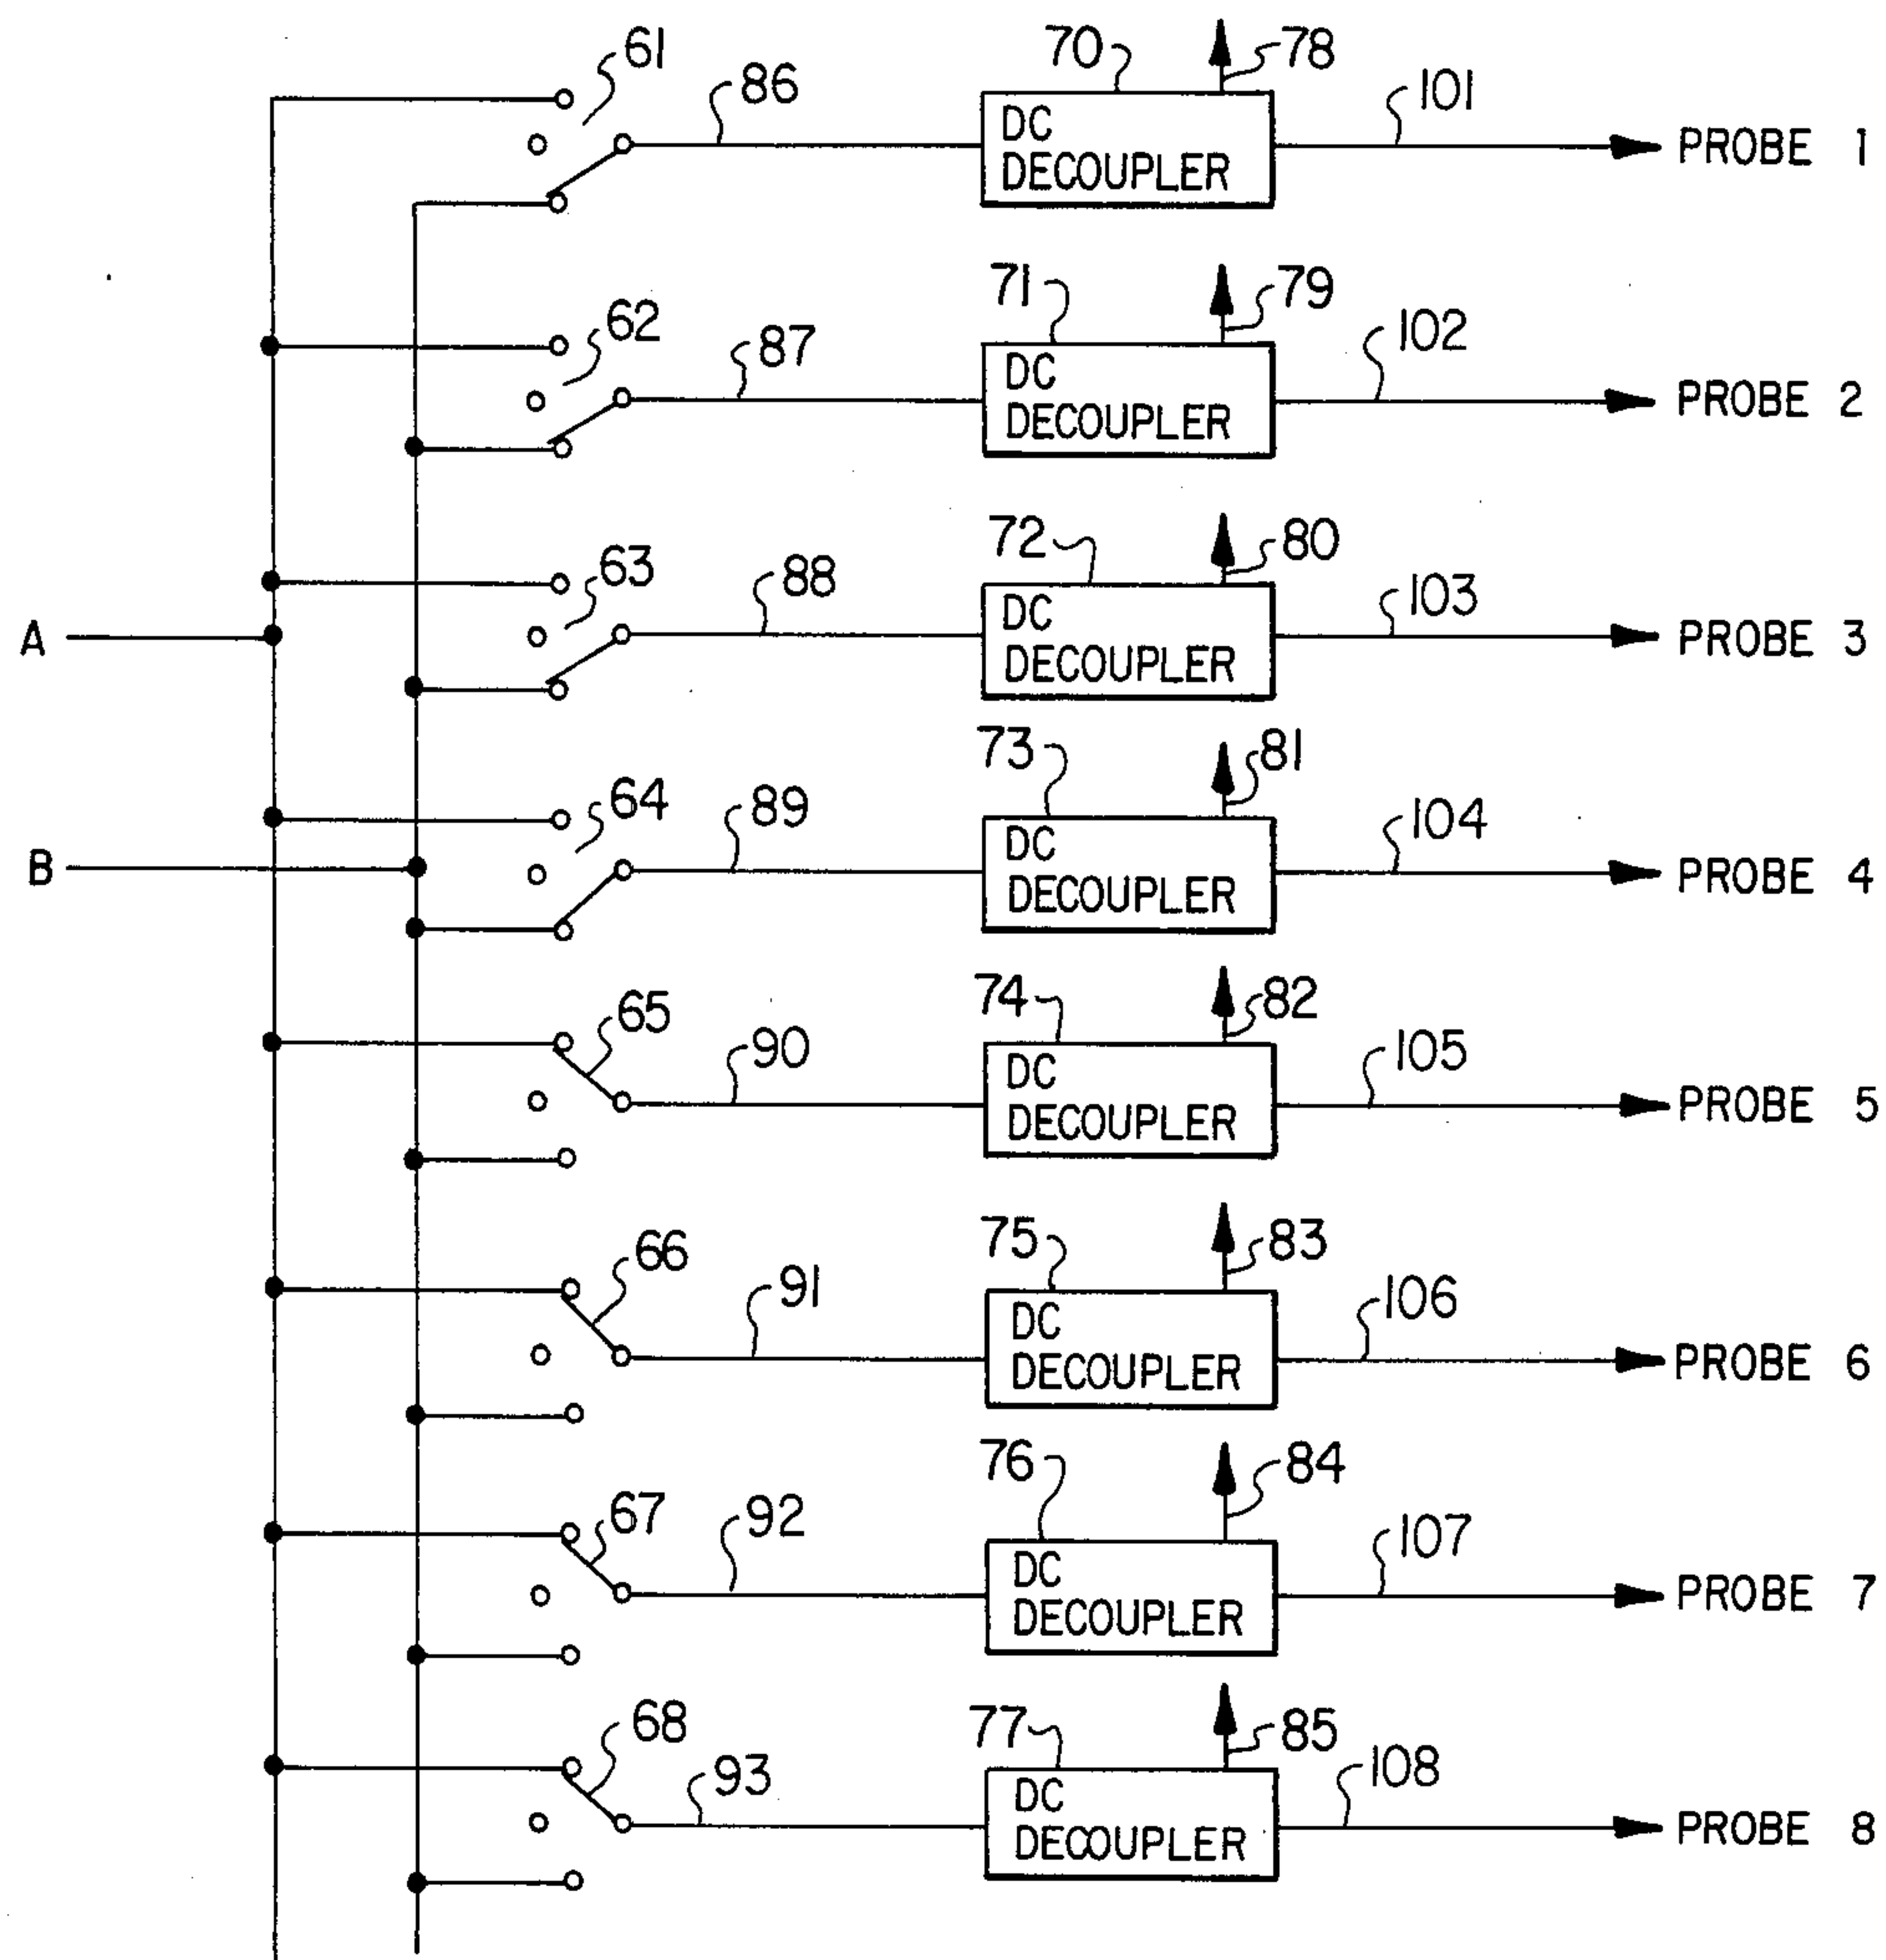 61
86
70
78
101
DC
DECOUPLER
PROBE 1
62
87
71
79
102
DC
DECOUPLER
PROBE 2
63
88
72
80
103
DC
DECOUPLER
PROBE 3
A
64
89
73
81
104
DC
DECOUPLER
PROBE 4
B
65
90
74
82
105
DC
DECOUPLER
PROBE 5
66
91
75
83
106
DC
DECOUPLER
PROBE 6
67
92
76
84
107
DC
DECOUPLER
PROBE 7
68
93
77
85
108
DC
DECOUPLER
PROBE 8